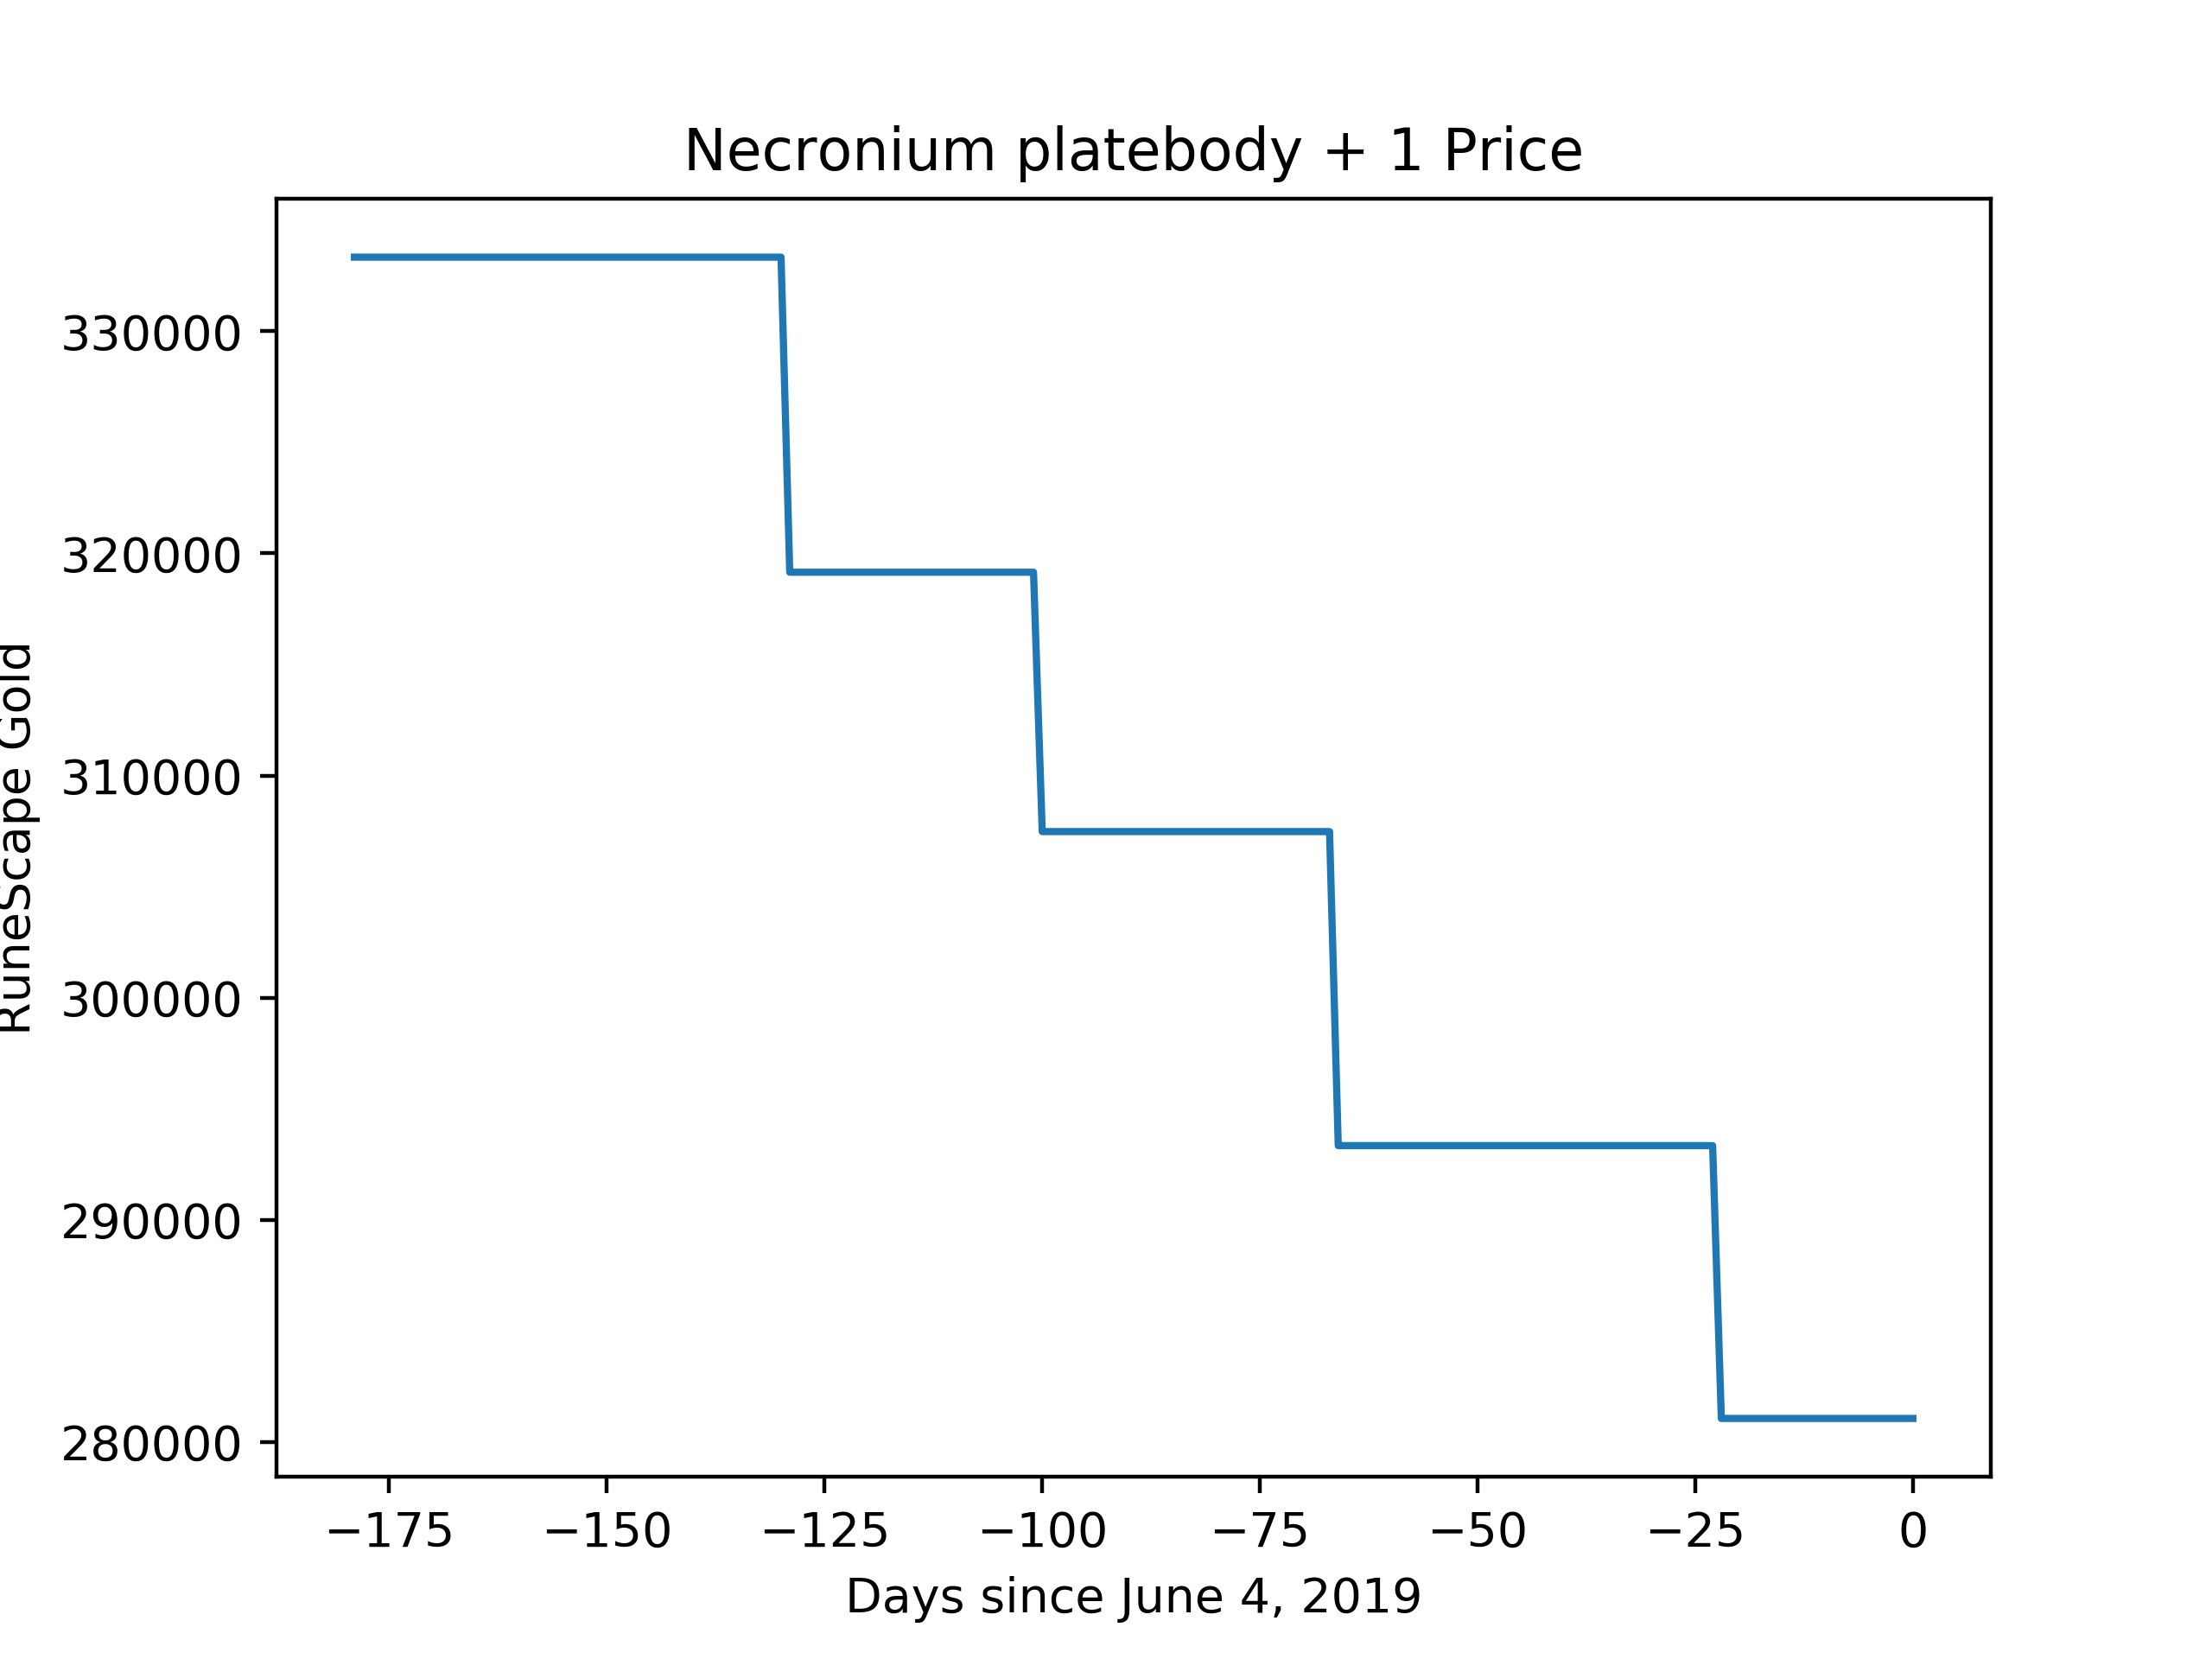 Necronium platebody + 1 Price
RuneScape Gold
330000
320000
310000
300000
290000
280000
−175 −150 −125 −100 −75 −50 −25 0
Days since June 4, 2019